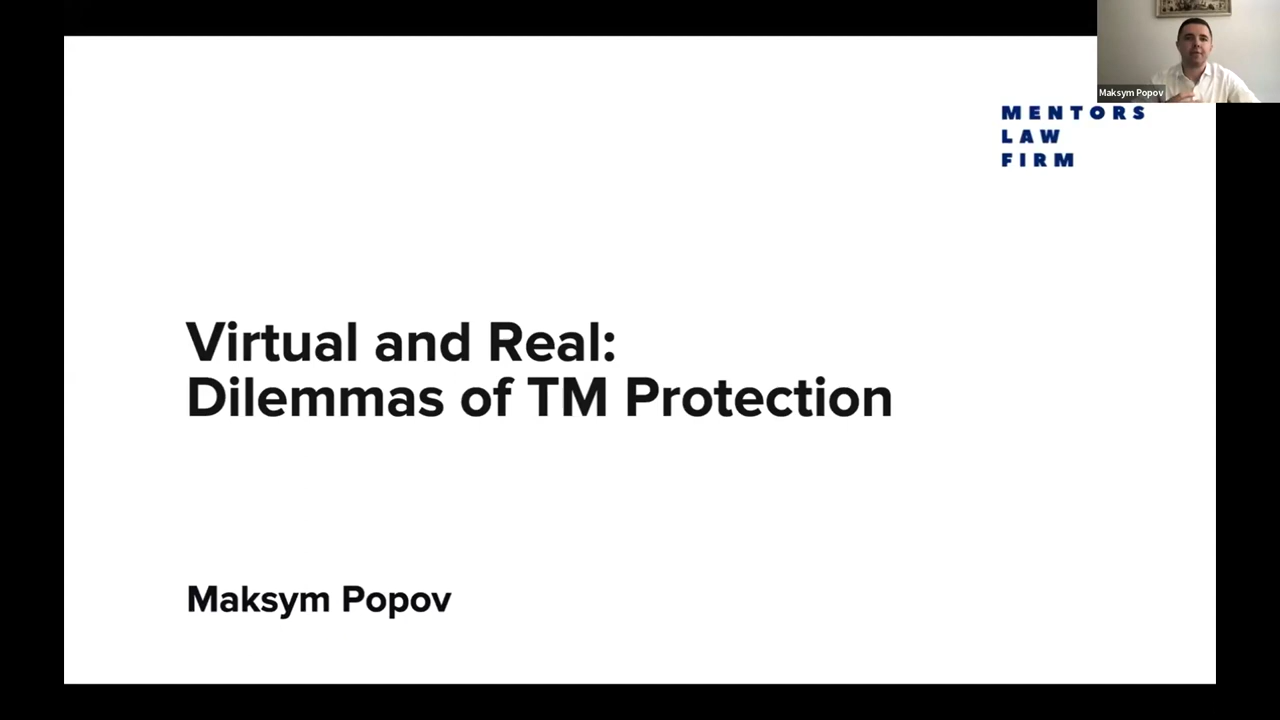 Maksym Popov
MENTORS
LAW
FIRM
Virtual and Real:
Dilemmas of TM Protection
Maksym Popov